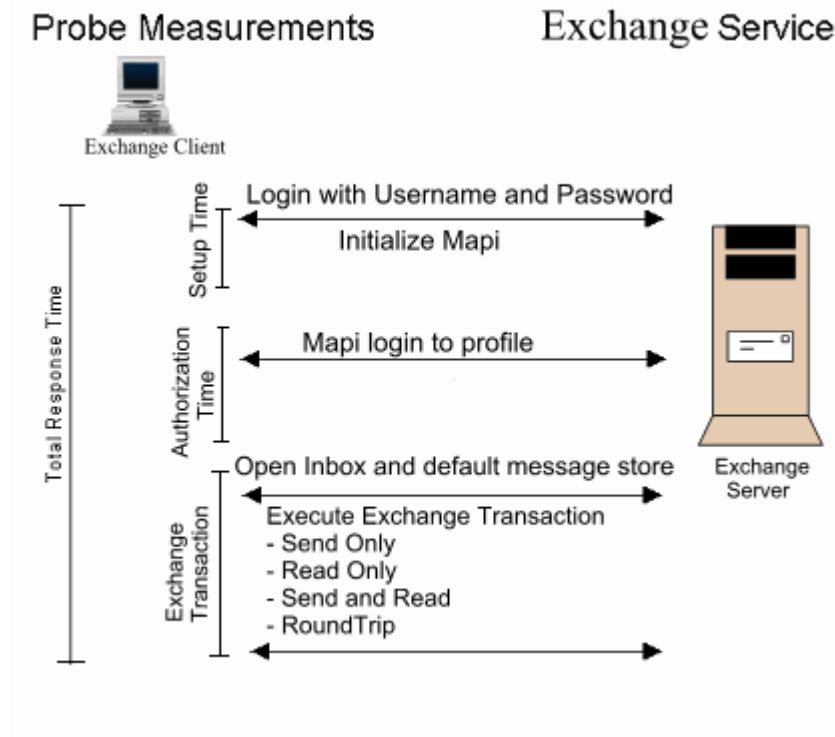 Probe Measurements
Exchange Service
Exchange Client
Total Response Time
Setup Time
Login with Username and Password
Initialize Mapi
Authorization
Time
Mapi login to profile
Exchange
Server
Exchange
Transaction
Open Inbox and default message store
Execute Exchange Transaction
- Send Only
- Read Only
- Send and Read
- RoundTrip